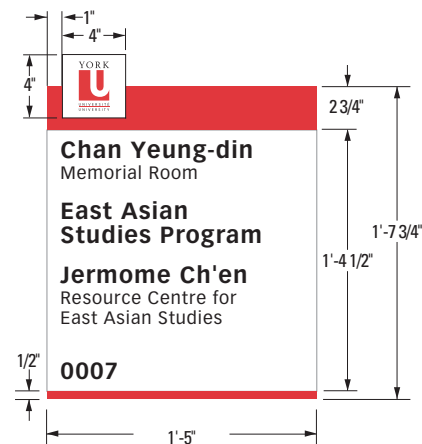 1"
4"
4"
YORK
U
UNIVERSITÉ
UNIVERSITY
2 3/4"
Chan Yeung-din
Memorial Room
East Asian
Studies Program
1'-7 3/4"
1'-4 1/2"
Jermome Ch'en
Resource Centre for
East Asian Studies
1/2"
0007
1'-5"